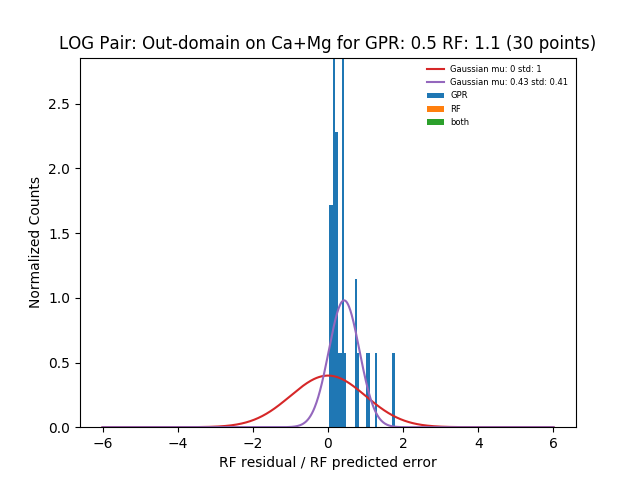 LOG Pair: Out-domain on Ca+Mg for GPR: 0.5 RF: 1.1 (30 points)
Gaussian mu: 0 std: 1
Gaussian mu: 0.43 std: 0.41
GPR
RF
both
Normalized Counts
2.5
2.0
1.5
1.0
0.5
0.0
−6 −4 −2 0 2 4 6
RF residual / RF predicted error